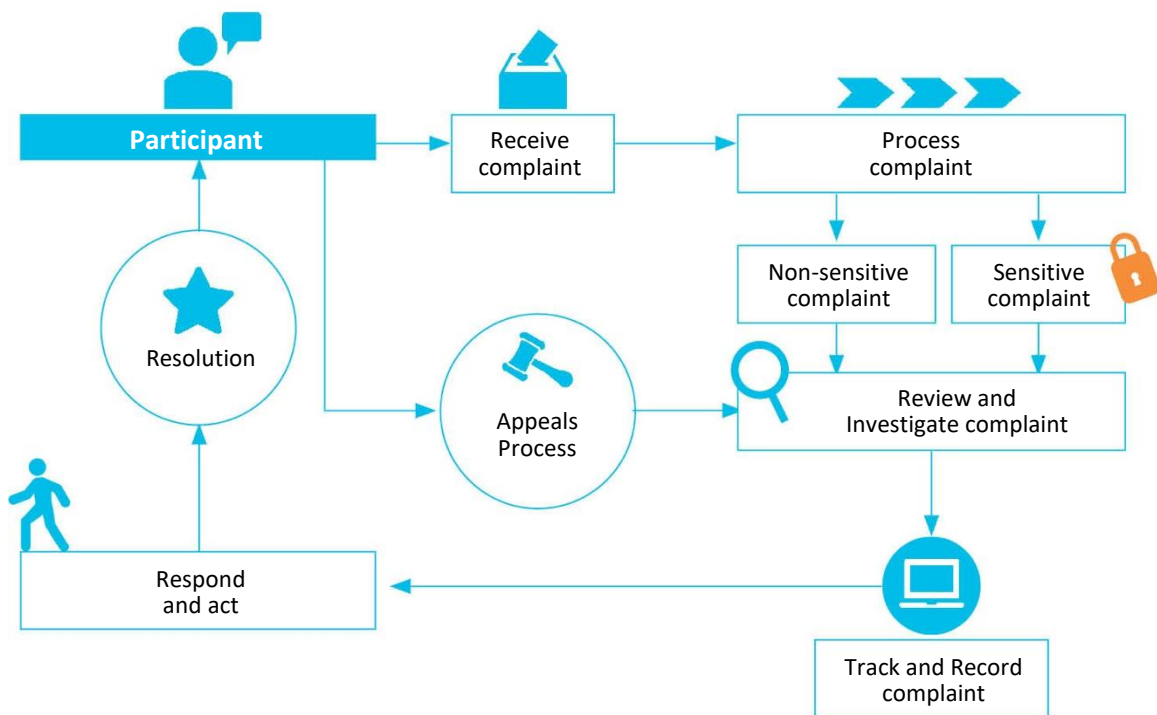 Participant
Receive
complaint
Process
complaint
Non-sensitive
complaint
Sensitive
complaint
Resolution
Appeals
Process
Review and
Investigate complaint
Respond
and act
Track and Record
complaint